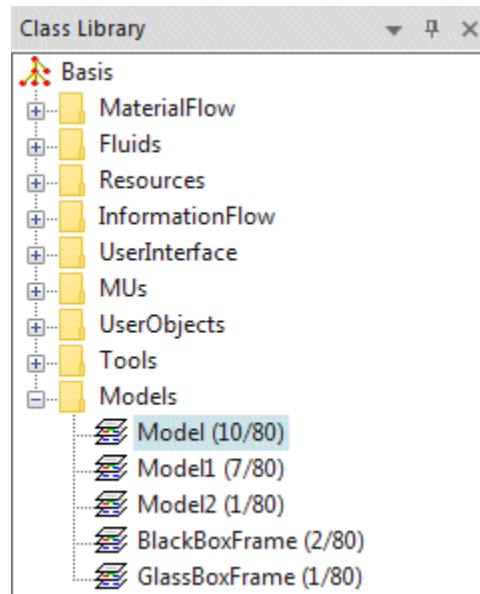 Class Library
Basis
MaterialFlow
Fluids
Resources
InformationFlow
UserInterface
MUs
UserObjects
Tools
Models
Model (10/80)
Model1 (7/80)
Model2 (1/80)
BlackBoxFrame (2/80)
GlassBoxFrame (1/80)